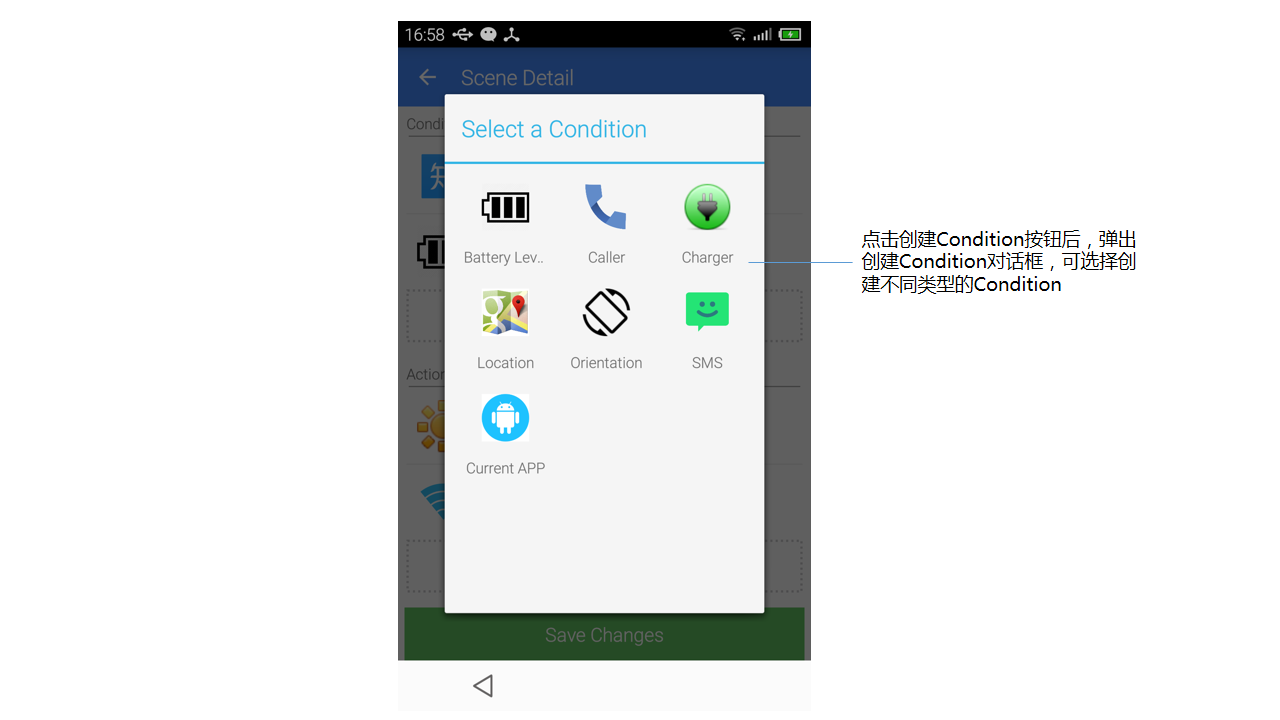 16:58
Scene Detail
Condi
Select a Condition
Battery Lev..
Caller
Charger
Location
Orientation
SMS
Current APP
Action
Save Changes
点击创建Condition按钮后，弹出
创建Condition对话框，可选择创
建不同类型的Condition